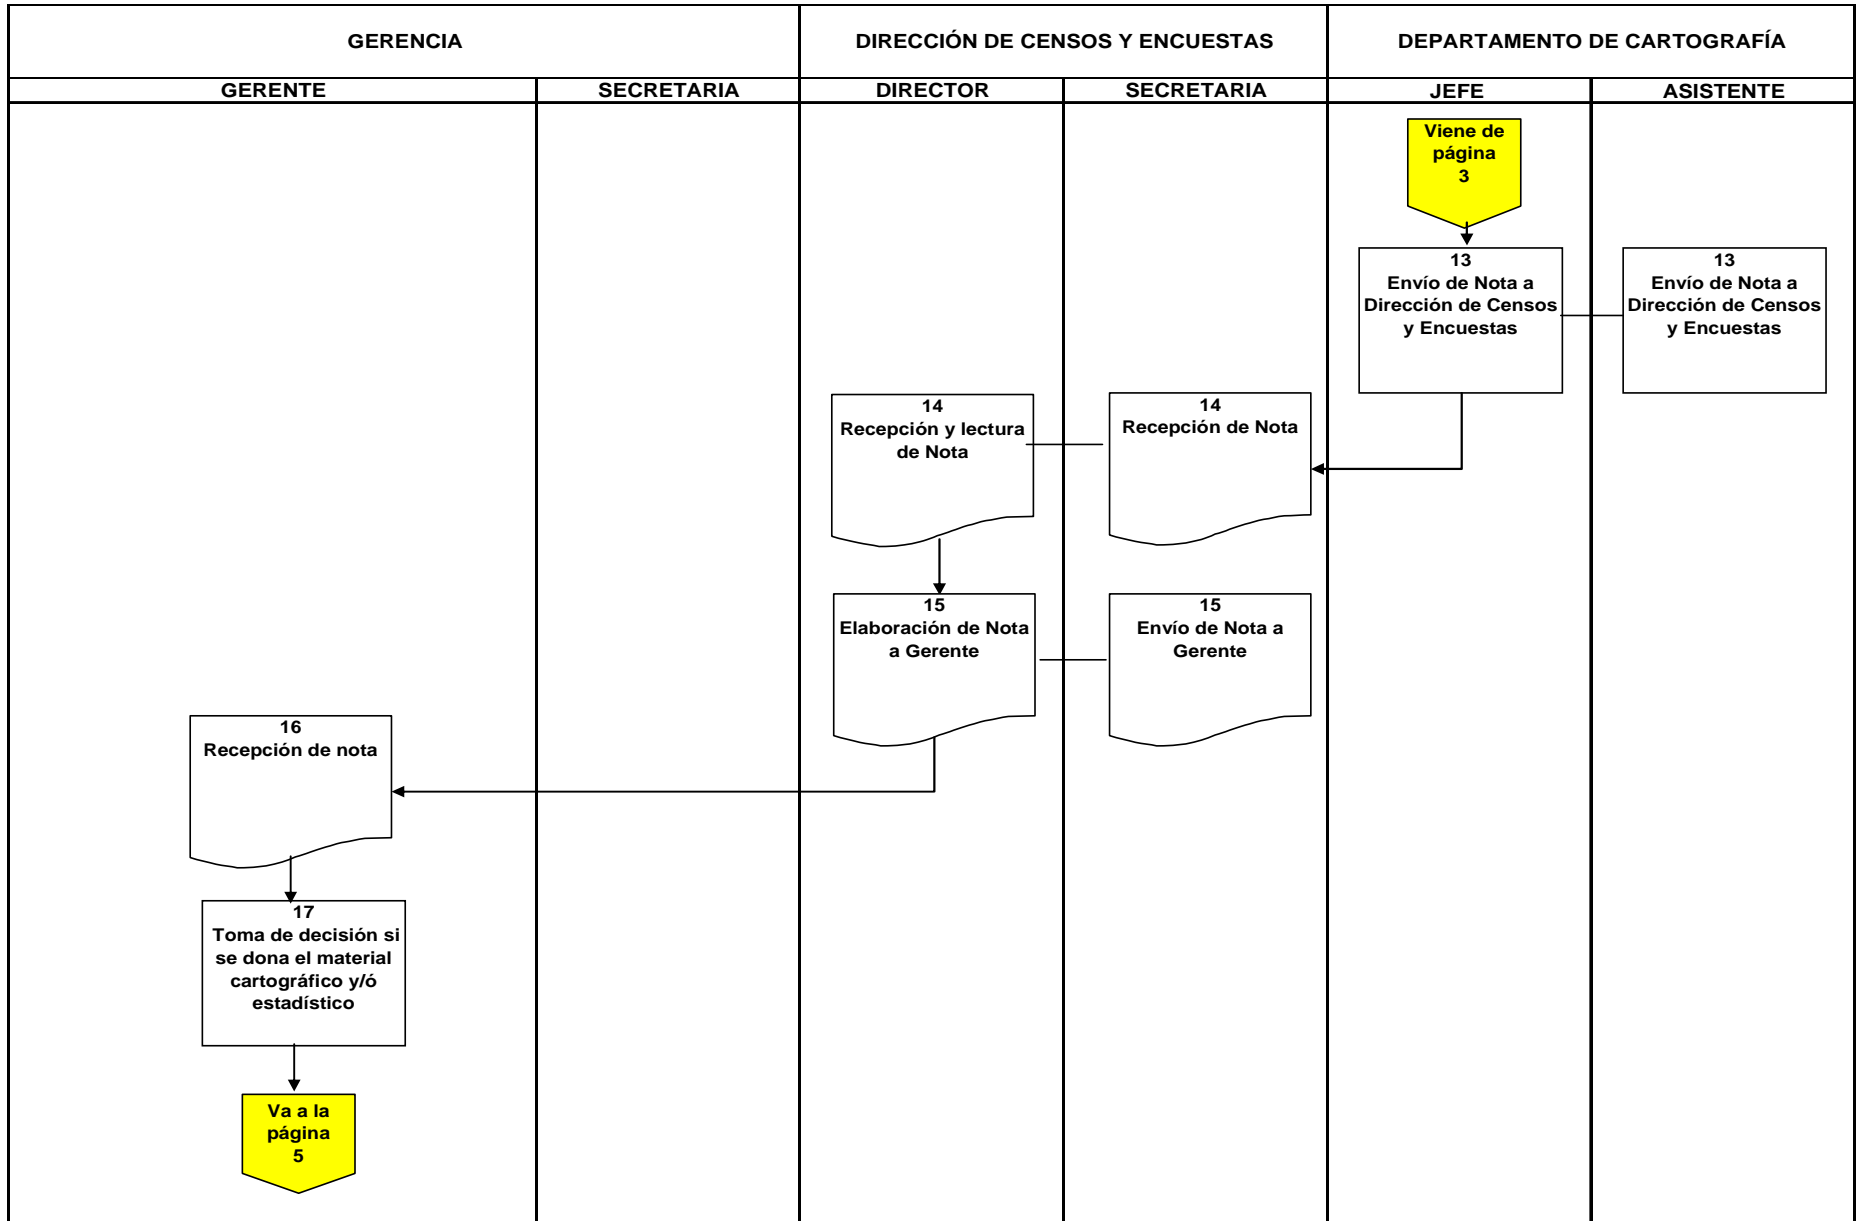 GERENCIA
DIRECCIÓN DE CENSOS Y ENCUESTAS
DEPARTAMENTO DE CARTOGRAFÍA
GERENTE
SECRETARIA
DIRECTOR
SECRETARIA
JEFE
ASISTENTE
Viene de
página
3
13
Envío de Nota a
Dirección de Censos
y Encuestas
13
Envío de Nota a
Dirección de Censos
y Encuestas
14
Recepción y lectura
de Nota
14
Recepción de Nota
15
Elaboración de Nota
a Gerente
15
Envío de Nota a
Gerente
16
Recepción de nota
17
Toma de decisión si
se dona el material
cartográfico y/ó
estadístico
Va a la
página
5